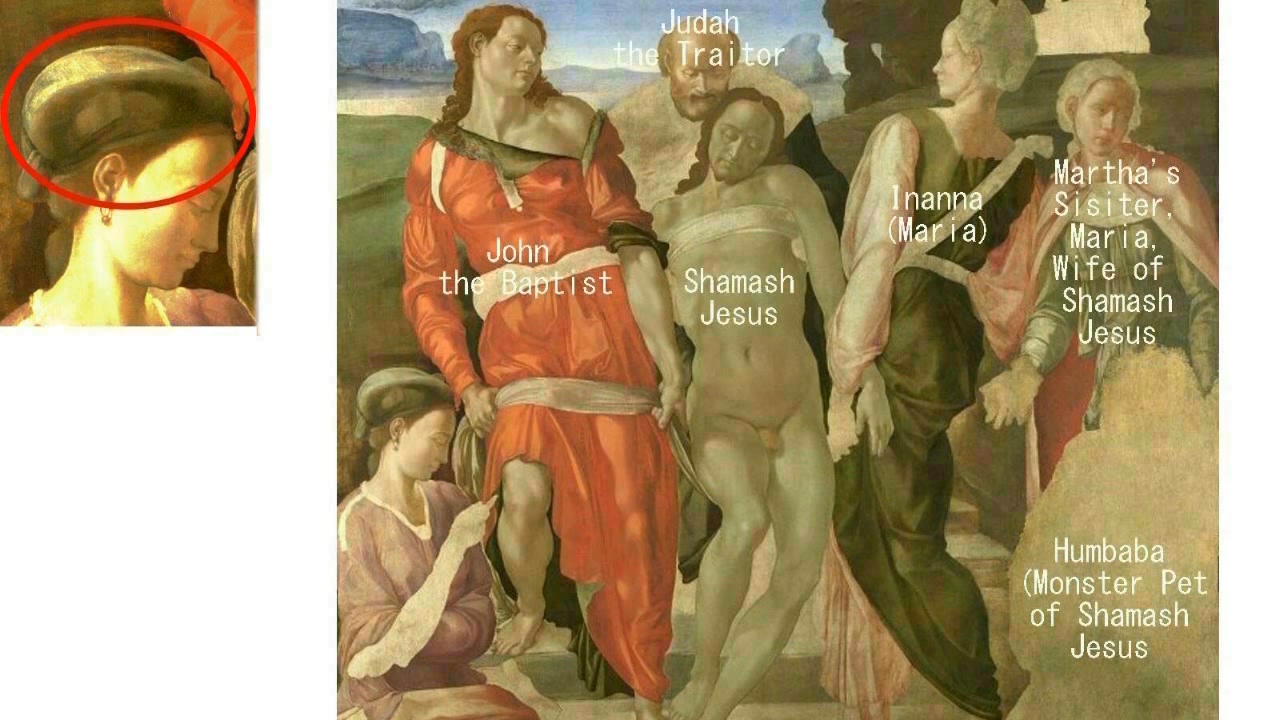 Judah
the Traitor
John
the Baptist
Shamash
Jesus
Inanna
(Maria)
Martha's
Sisiter,
Maria,
Wife of
Shamash
Jesus
Humbaba
(Monster Pet
of Shamash
Jesus